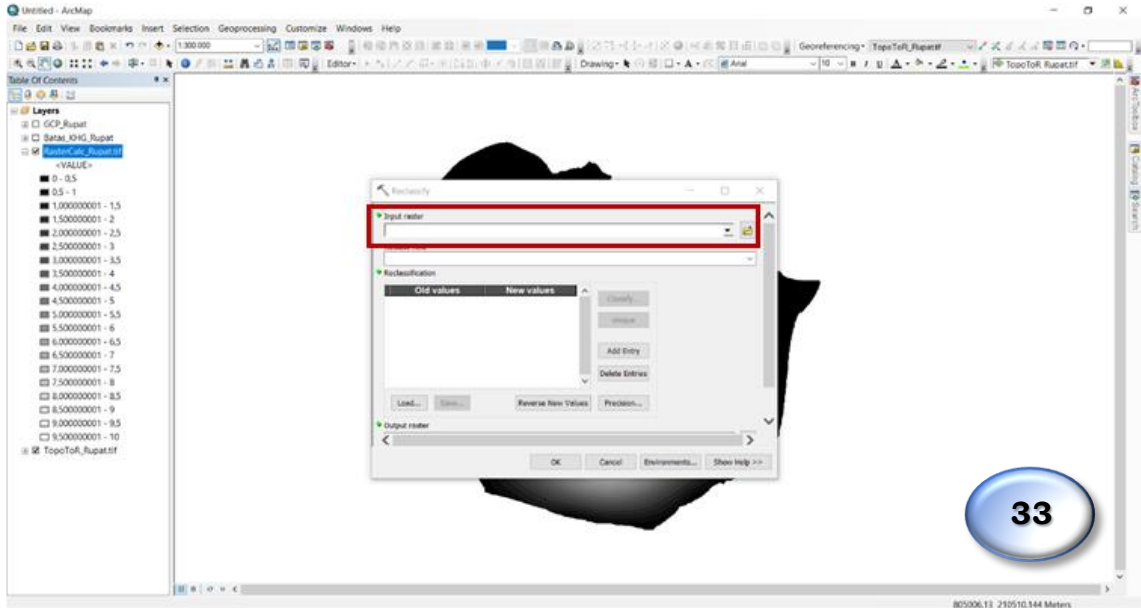 Untitled - ArcMap
File Edit View Bookmarks Insert Selection Geoprocessing Customize Windows Help
1:300.000
Georeferencing TopoToR_Rupat.tif
Editor
Drawing
Arial
10
B I U A
TopoToR_Rupat.tif
Table Of Contents
Layers
GCP_Rupat
Batas_KHG_Rupat
RasterCalc_Rupat.tif
<VALUE>
0 - 0,5
0,5 - 1
1,000000001 - 1,5
1,500000001 - 2
2,000000001 - 2,5
2,500000001 - 3
3,000000001 - 3,5
3,500000001 - 4
4,000000001 - 4,5
4,500000001 - 5
5,000000001 - 5,5
5,500000001 - 6
6,000000001 - 6,5
6,500000001 - 7
7,000000001 - 7,5
7,500000001 - 8
8,000000001 - 8,5
8,500000001 - 9
9,000000001 - 9,5
9,500000001 - 10
TopoToR_Rupat.tif
Reclassify
Input raster
Reclassification
Old values New values
Classify...
Unique
Add Entry
Delete Entries
Load... Save... Reverse New Values Precision...
Output raster
OK Cancel Environments... Show Help >>
ArcToolbox
Catalog
Search
33
805006,13 210510,144 Meters